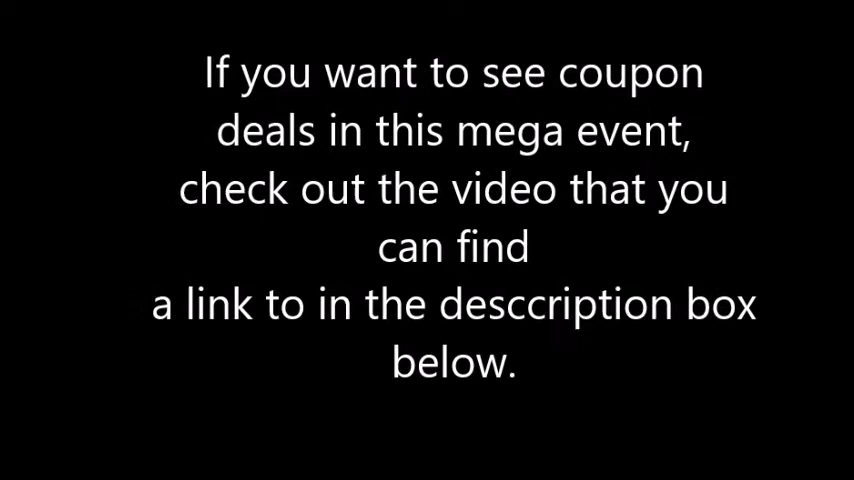 If you want to see coupon
deals in this mega event,
check out the video that you
can find
a link to in the desccription box
below.